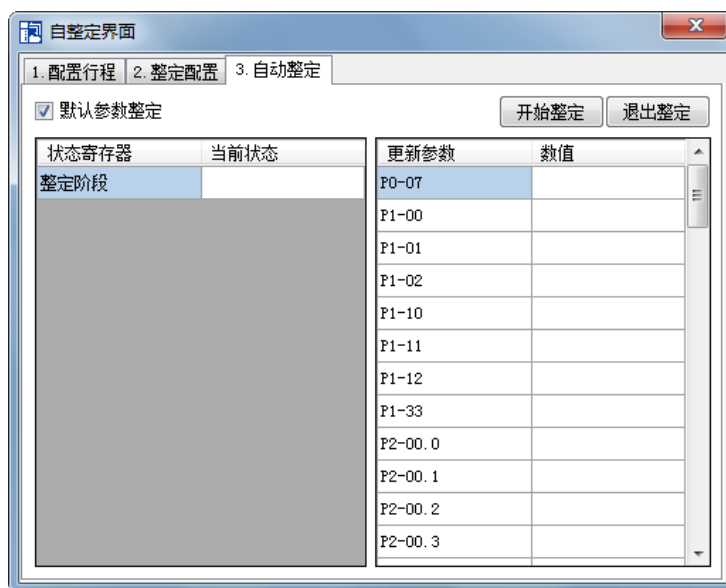 自整定界面
1.配置行程 2.整定配置 3.自动整定
默认参数整定 开始整定 退出整定
状态寄存器 当前状态 更新参数 数值
整定阶段 P0-07
P1-00
P1-01
P1-02
P1-10
P1-11
P1-12
P1-33
P2-00.0
P2-00.1
P2-00.2
P2-00.3